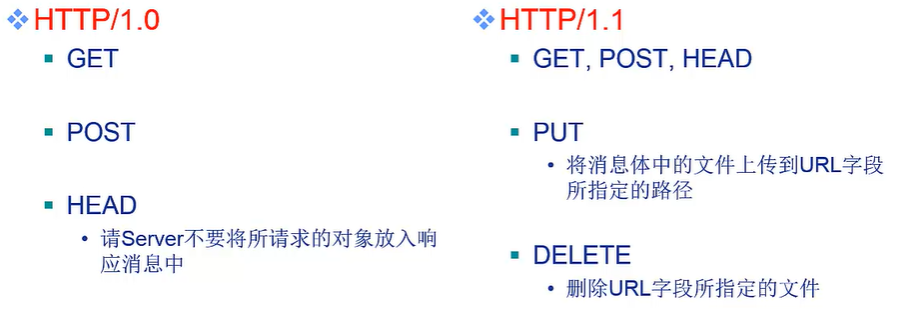 HTTP/1.0
GET
POST
HEAD
请Server不要将所请求的对象放入响
应消息中
HTTP/1.1
GET, POST, HEAD
PUT
将消息体中的文件上传到URL字段
所指定的路径
DELETE
删除URL字段所指定的文件